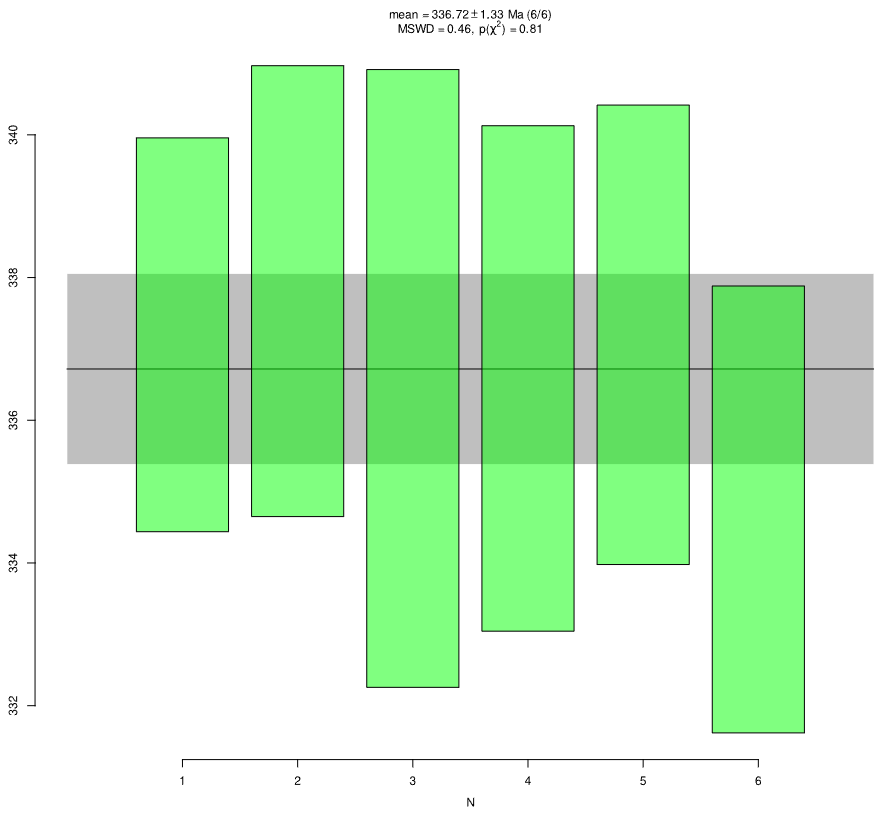 mean = 336.72 ± 1.33 Ma (6/6)
MSWD = 0.46, p(χ²) = 0.81
340
338
336
334
332
1 2 3 4 5 6
N